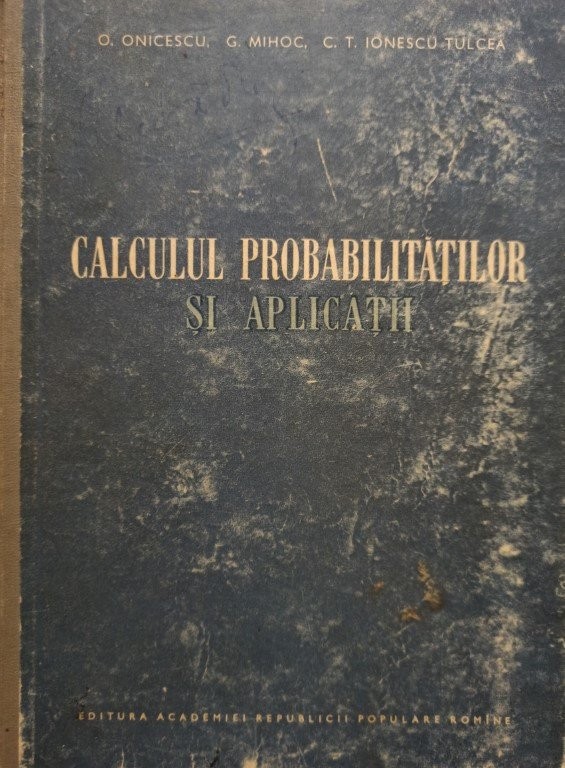 O. ONICESCU, G. MIHOC, C. T. IONESCU TULCEA
CALCULUL PROBABILITĂȚILOR
ȘI APLICAȚII
EDITURA ACADEMIEI REPUBLICII POPULARE ROMÎNE